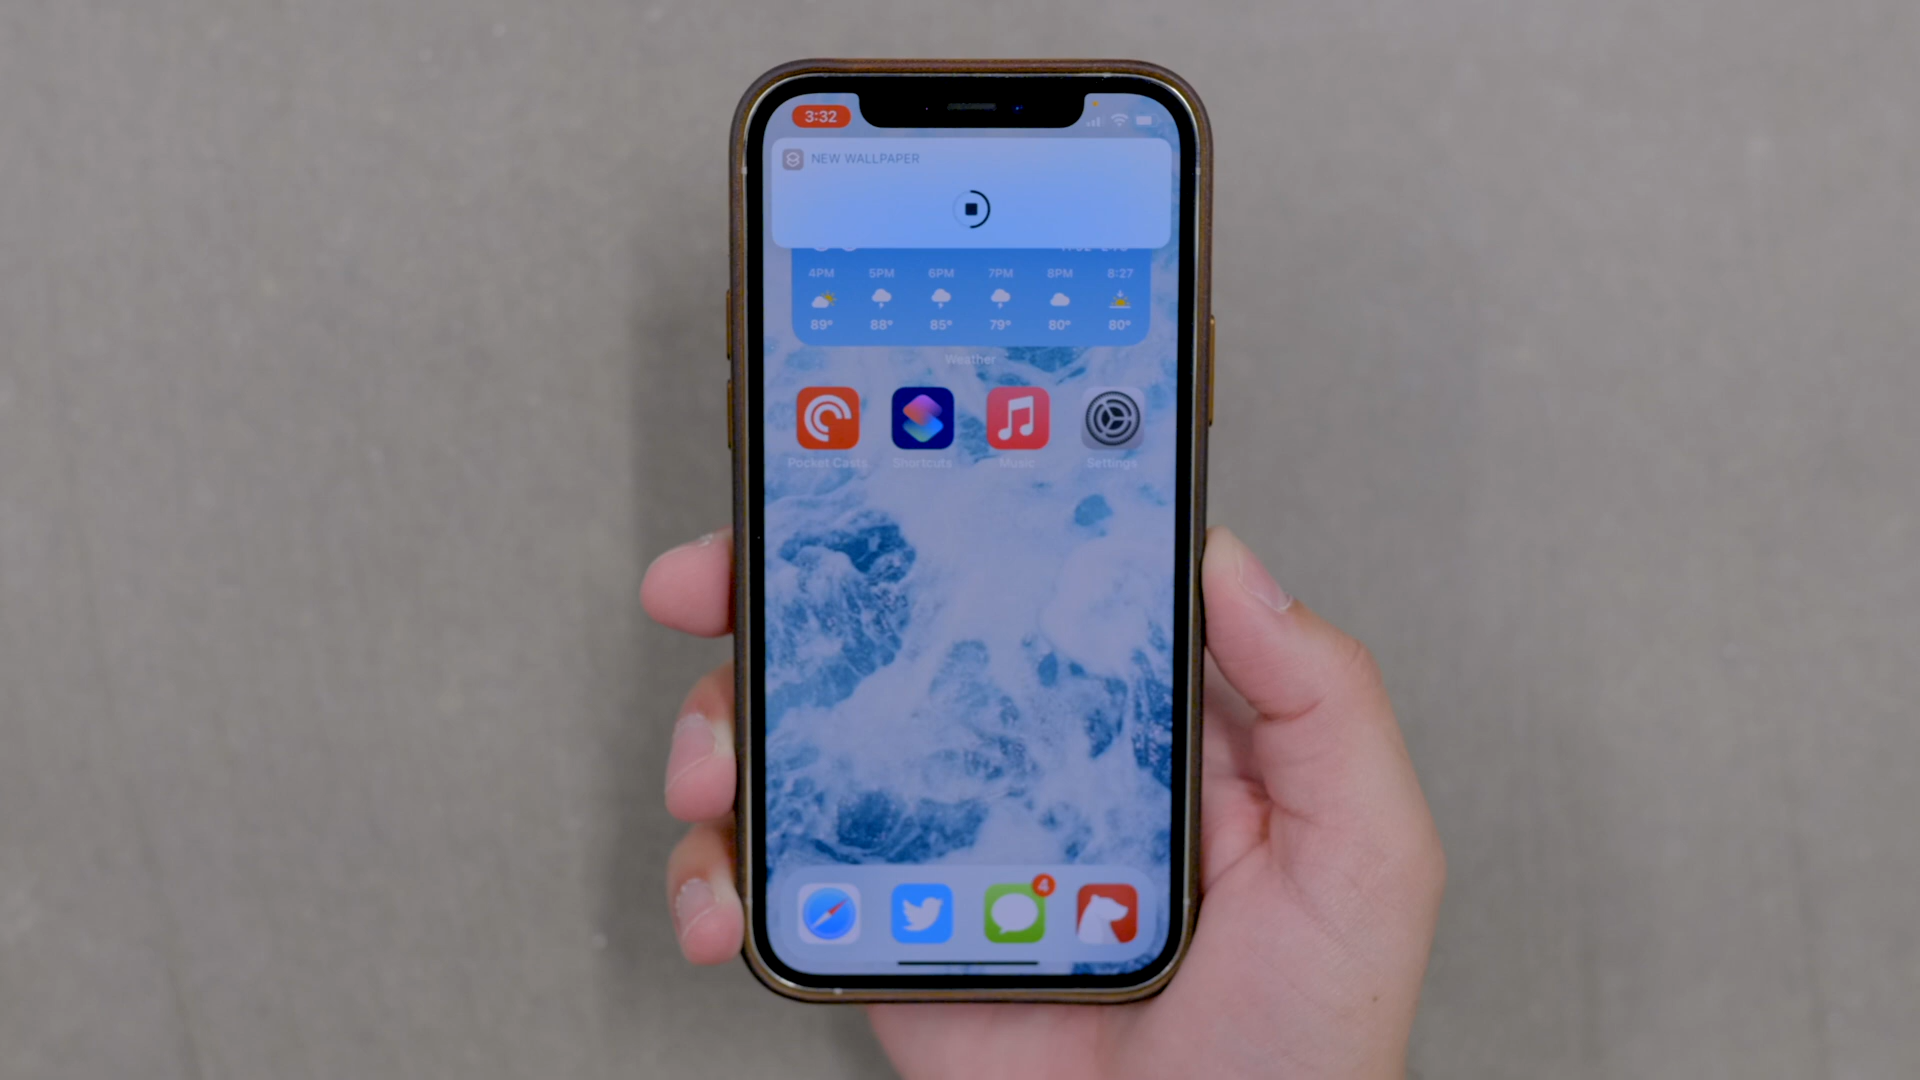 3:32
NEW WALLPAPER
4PM 5PM 6PM 7PM 8PM 8:27
89° 88° 85° 79° 80° 80°
Weather
Pocket Casts Shortcuts Music Settings
4